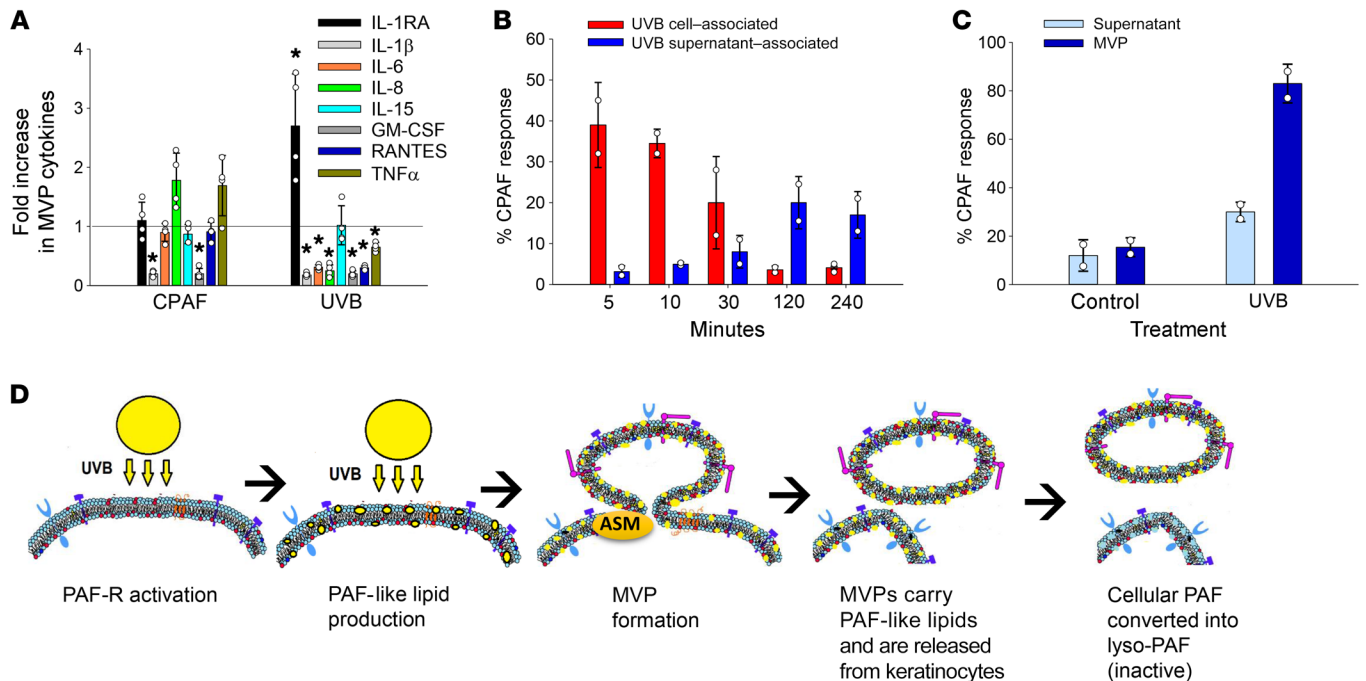 A
Fold increase
in MVP cytokines
4
3
2
1
0
*
*
*
*
*
*
*
*
*
CPAF
UVB
IL-1RA
IL-1β
IL-6
IL-8
IL-15
GM-CSF
RANTES
TNFα
B
UVB cell–associated
UVB supernatant–associated
% CPAF response
60
50
40
30
20
10
0
5
10
30
120
240
Minutes
C
Supernatant
MVP
% CPAF response
100
80
60
40
20
0
Control
UVB
Treatment
D
UVB
UVB
ASM
PAF-R activation
PAF-like lipid
production
MVP
formation
MVPs carry
PAF-like lipids
and are released
from keratinocytes
Cellular PAF
converted into
lyso-PAF
(inactive)